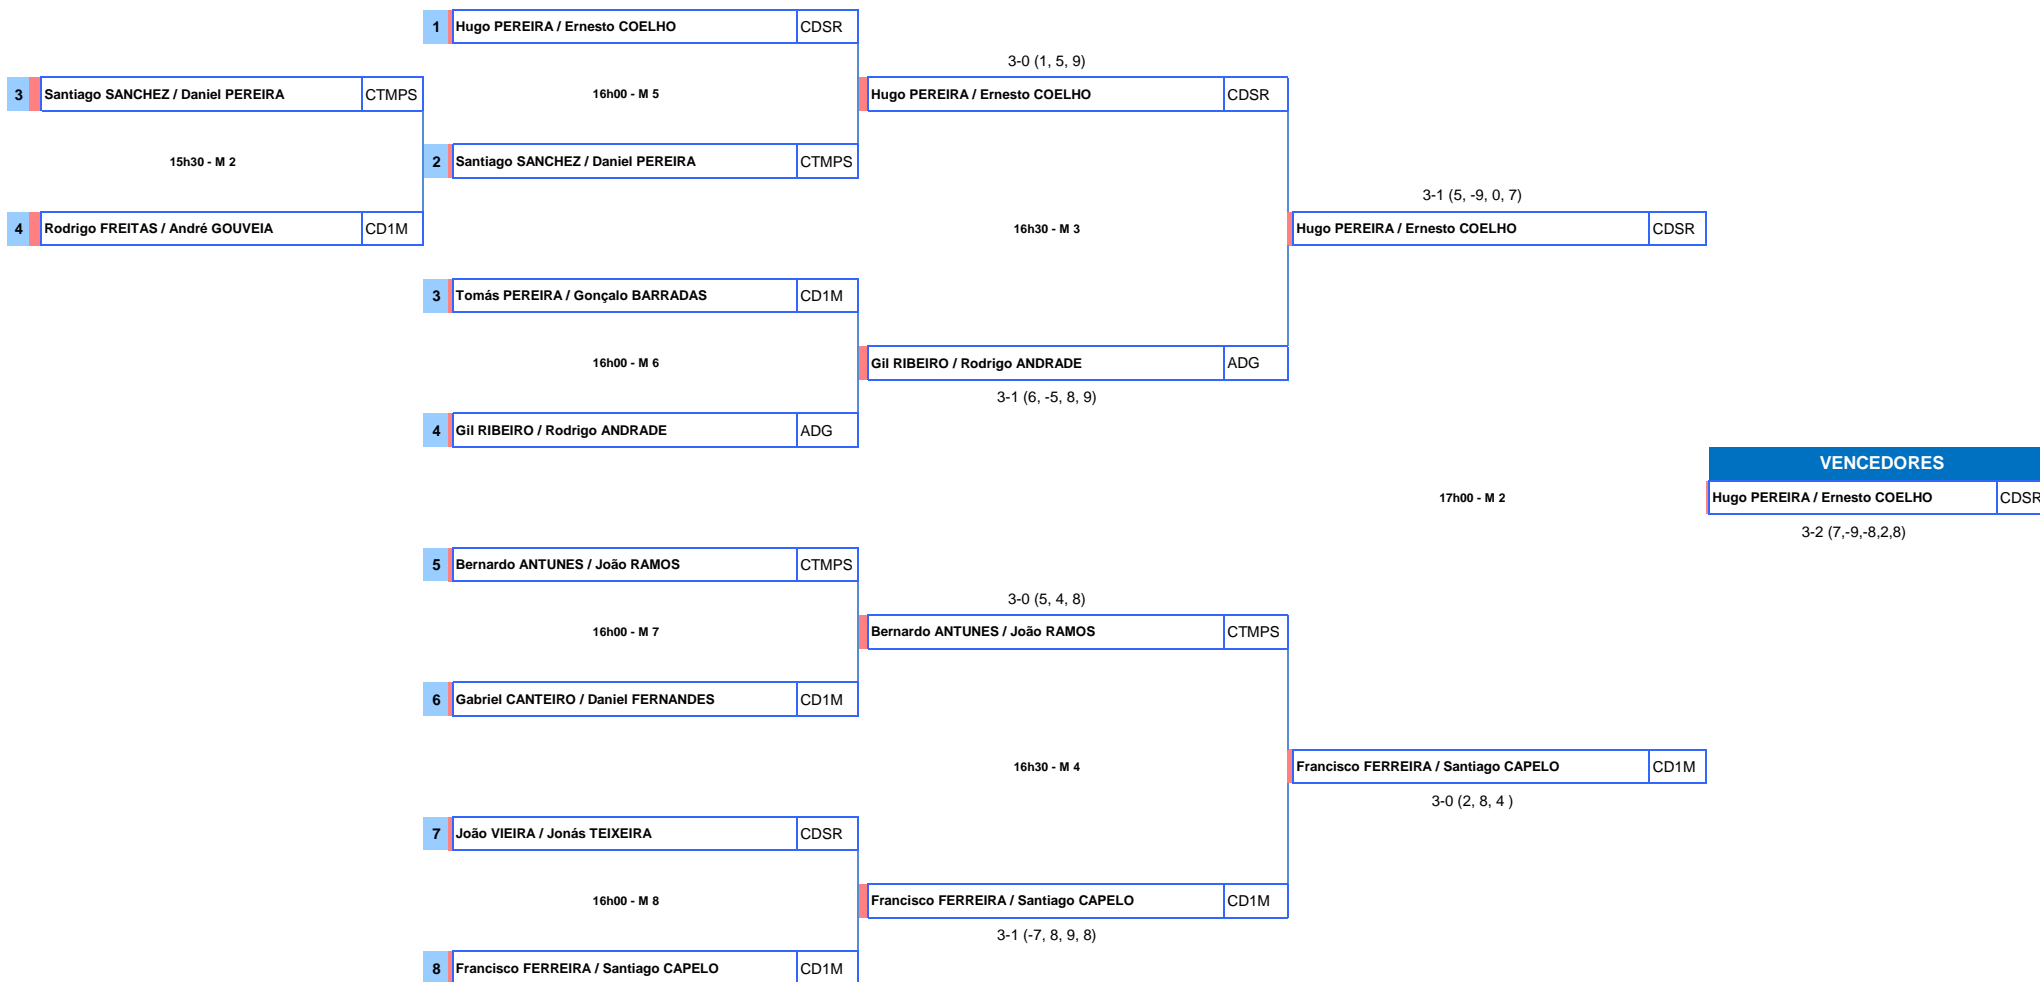 1 Hugo PEREIRA / Ernesto COELHO CDSR
3-0 (1, 5, 9)
3 Santiago SANCHEZ / Daniel PEREIRA CTMPS 16h00 - M 5 Hugo PEREIRA / Ernesto COELHO CDSR
15h30 - M 2 2 Santiago SANCHEZ / Daniel PEREIRA CTMPS
3-1 (5, -9, 0, 7)
4 Rodrigo FREITAS / André GOUVEIA CD1M 16h30 - M 3 Hugo PEREIRA / Ernesto COELHO CDSR
3 Tomás PEREIRA / Gonçalo BARRADAS CD1M
16h00 - M 6 Gil RIBEIRO / Rodrigo ANDRADE ADG
3-1 (6, -5, 8, 9)
4 Gil RIBEIRO / Rodrigo ANDRADE ADG
VENCEDORES
17h00 - M 2 Hugo PEREIRA / Ernesto COELHO CDSR
3-2 (7,-9,-8,2,8)
5 Bernardo ANTUNES / João RAMOS CTMPS
3-0 (5, 4, 8)
16h00 - M 7 Bernardo ANTUNES / João RAMOS CTMPS
6 Gabriel CANTEIRO / Daniel FERNANDES CD1M
16h30 - M 4 Francisco FERREIRA / Santiago CAPELO CD1M
3-0 (2, 8, 4 )
7 João VIEIRA / Jonás TEIXEIRA CDSR
16h00 - M 8 Francisco FERREIRA / Santiago CAPELO CD1M
3-1 (-7, 8, 9, 8)
8 Francisco FERREIRA / Santiago CAPELO CD1M